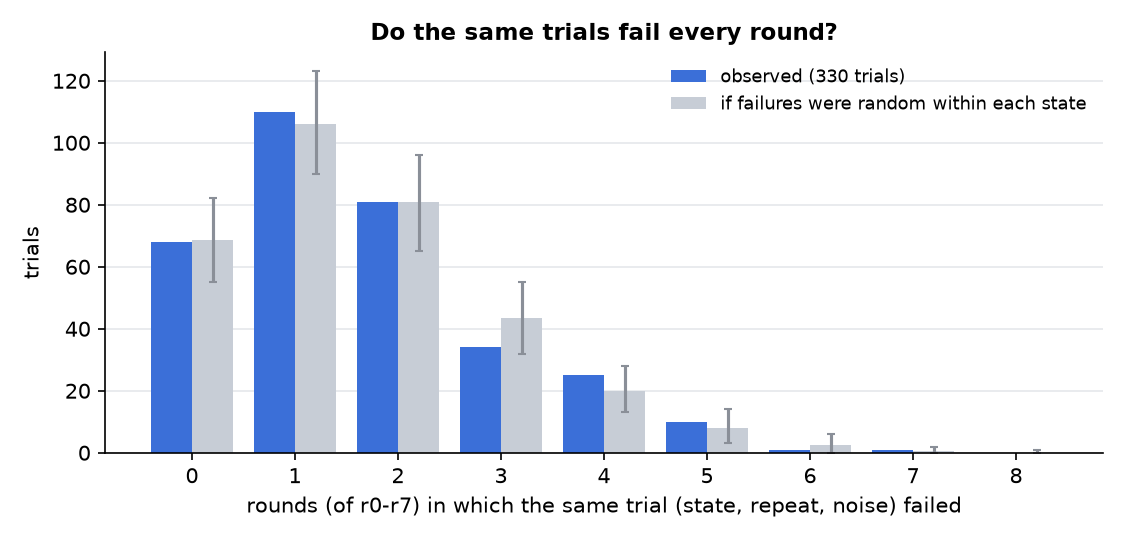 Do the same trials fail every round?
observed (330 trials)
if failures were random within each state
trials
120
100
80
60
40
20
0
0 1 2 3 4 5 6 7 8
rounds (of r0-r7) in which the same trial (state, repeat, noise) failed